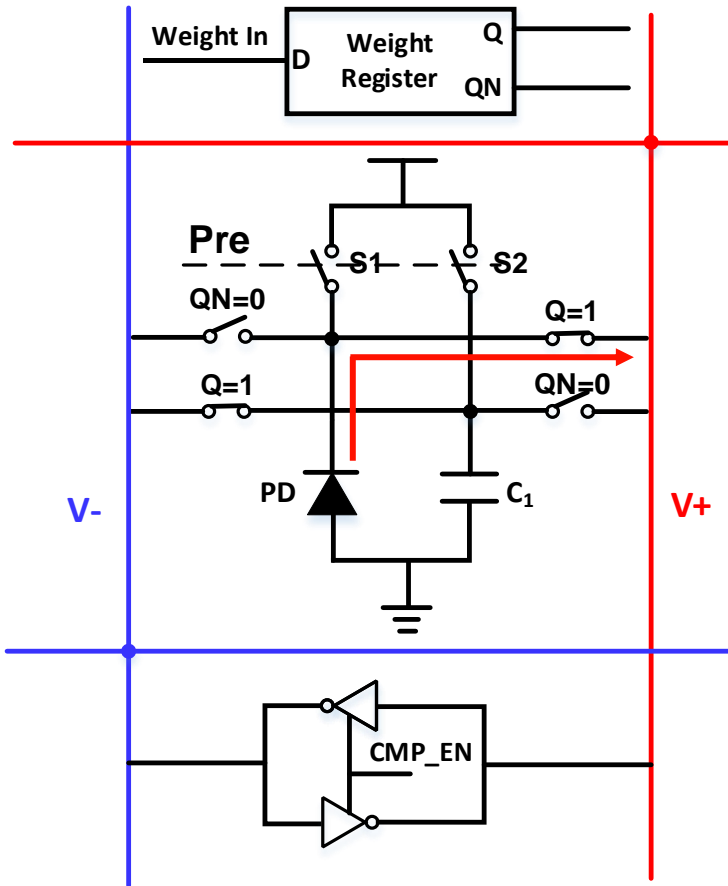 Weight In
D
Weight
Register
Q
QN
Pre
S1
S2
QN=0
Q=1
Q=1
QN=0
PD
C₁
V-
V+
CMP_EN